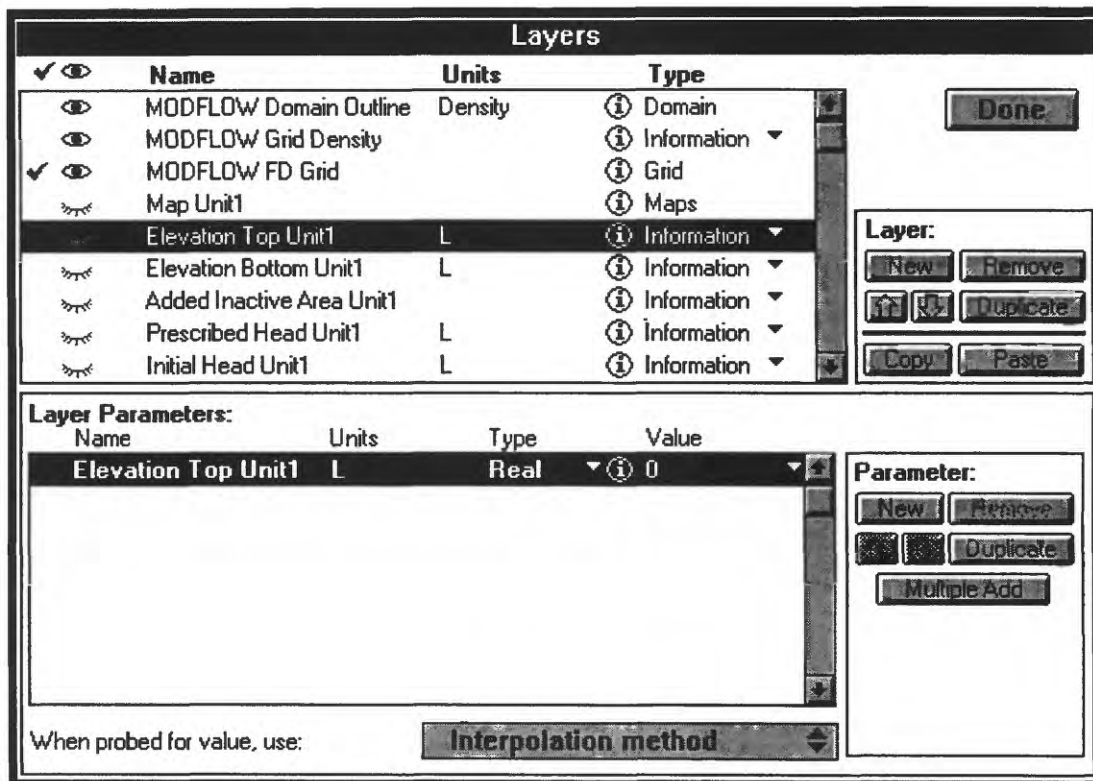 Layers
Name Units Type
MODFLOW Domain Outline Density Domain
MODFLOW Grid Density Information
MODFLOW FD Grid Grid
Map Unit1 Maps
Elevation Top Unit1 L Information
Elevation Bottom Unit1 L Information
Added Inactive Area Unit1 Information
Prescribed Head Unit1 L Information
Initial Head Unit1 L Information
Done
Layer:
New Remove
Duplicate
Copy Paste
Layer Parameters:
Name Units Type Value
Elevation Top Unit1 L Real 0
Parameter:
New Remove
Duplicate
Multiple Add
When probed for value, use: Interpolation method